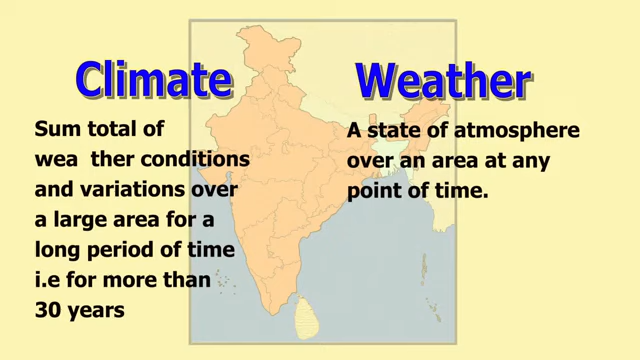 Climate
Sum total of
wea ther conditions
and variations over
a large area for a
long period of time
i.e for more than
30 years
Weather
A state of atmosphere
over an area at any
point of time.